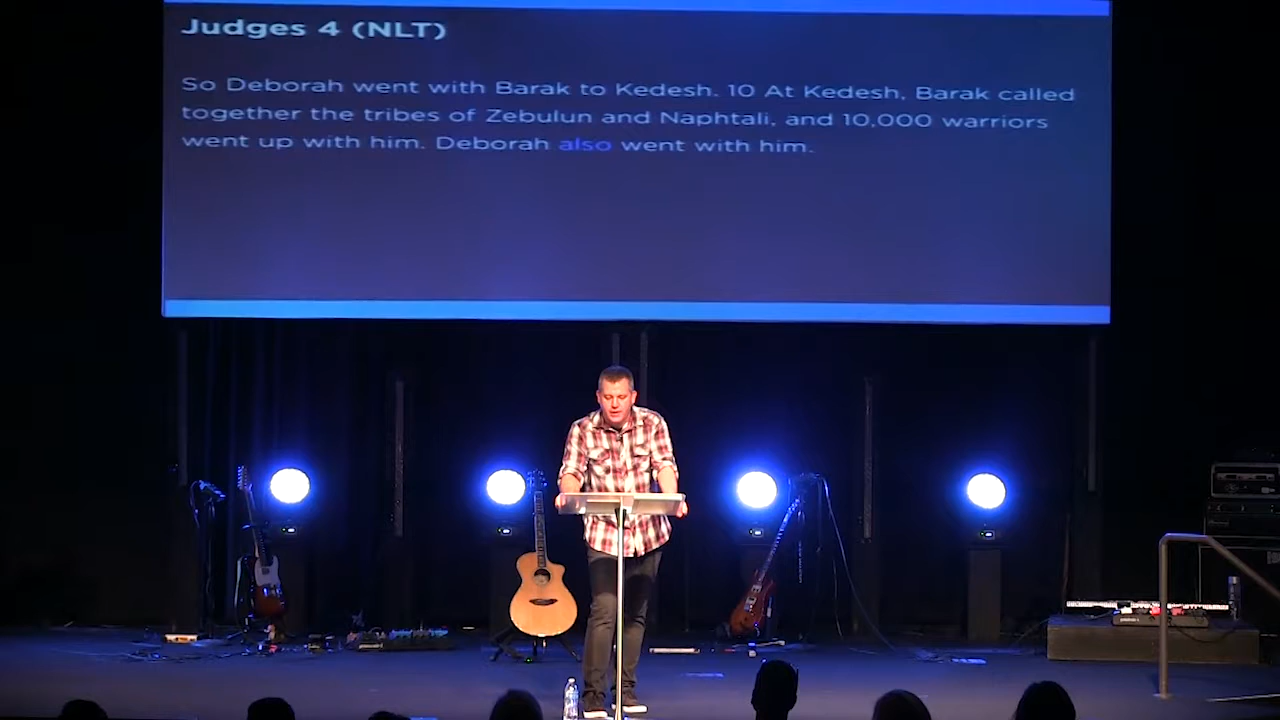 Judges 4 (NLT)
So Deborah went with Barak to Kedesh. 10 At Kedesh, Barak called
together the tribes of Zebulun and Naphtali, and 10,000 warriors
went up with him. Deborah also went with him.